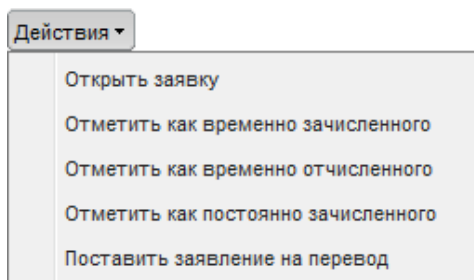 Действия
Открыть заявку
Отметить как временно зачисленного
Отметить как временно отчисленного
Отметить как постоянно зачисленного
Поставить заявление на перевод